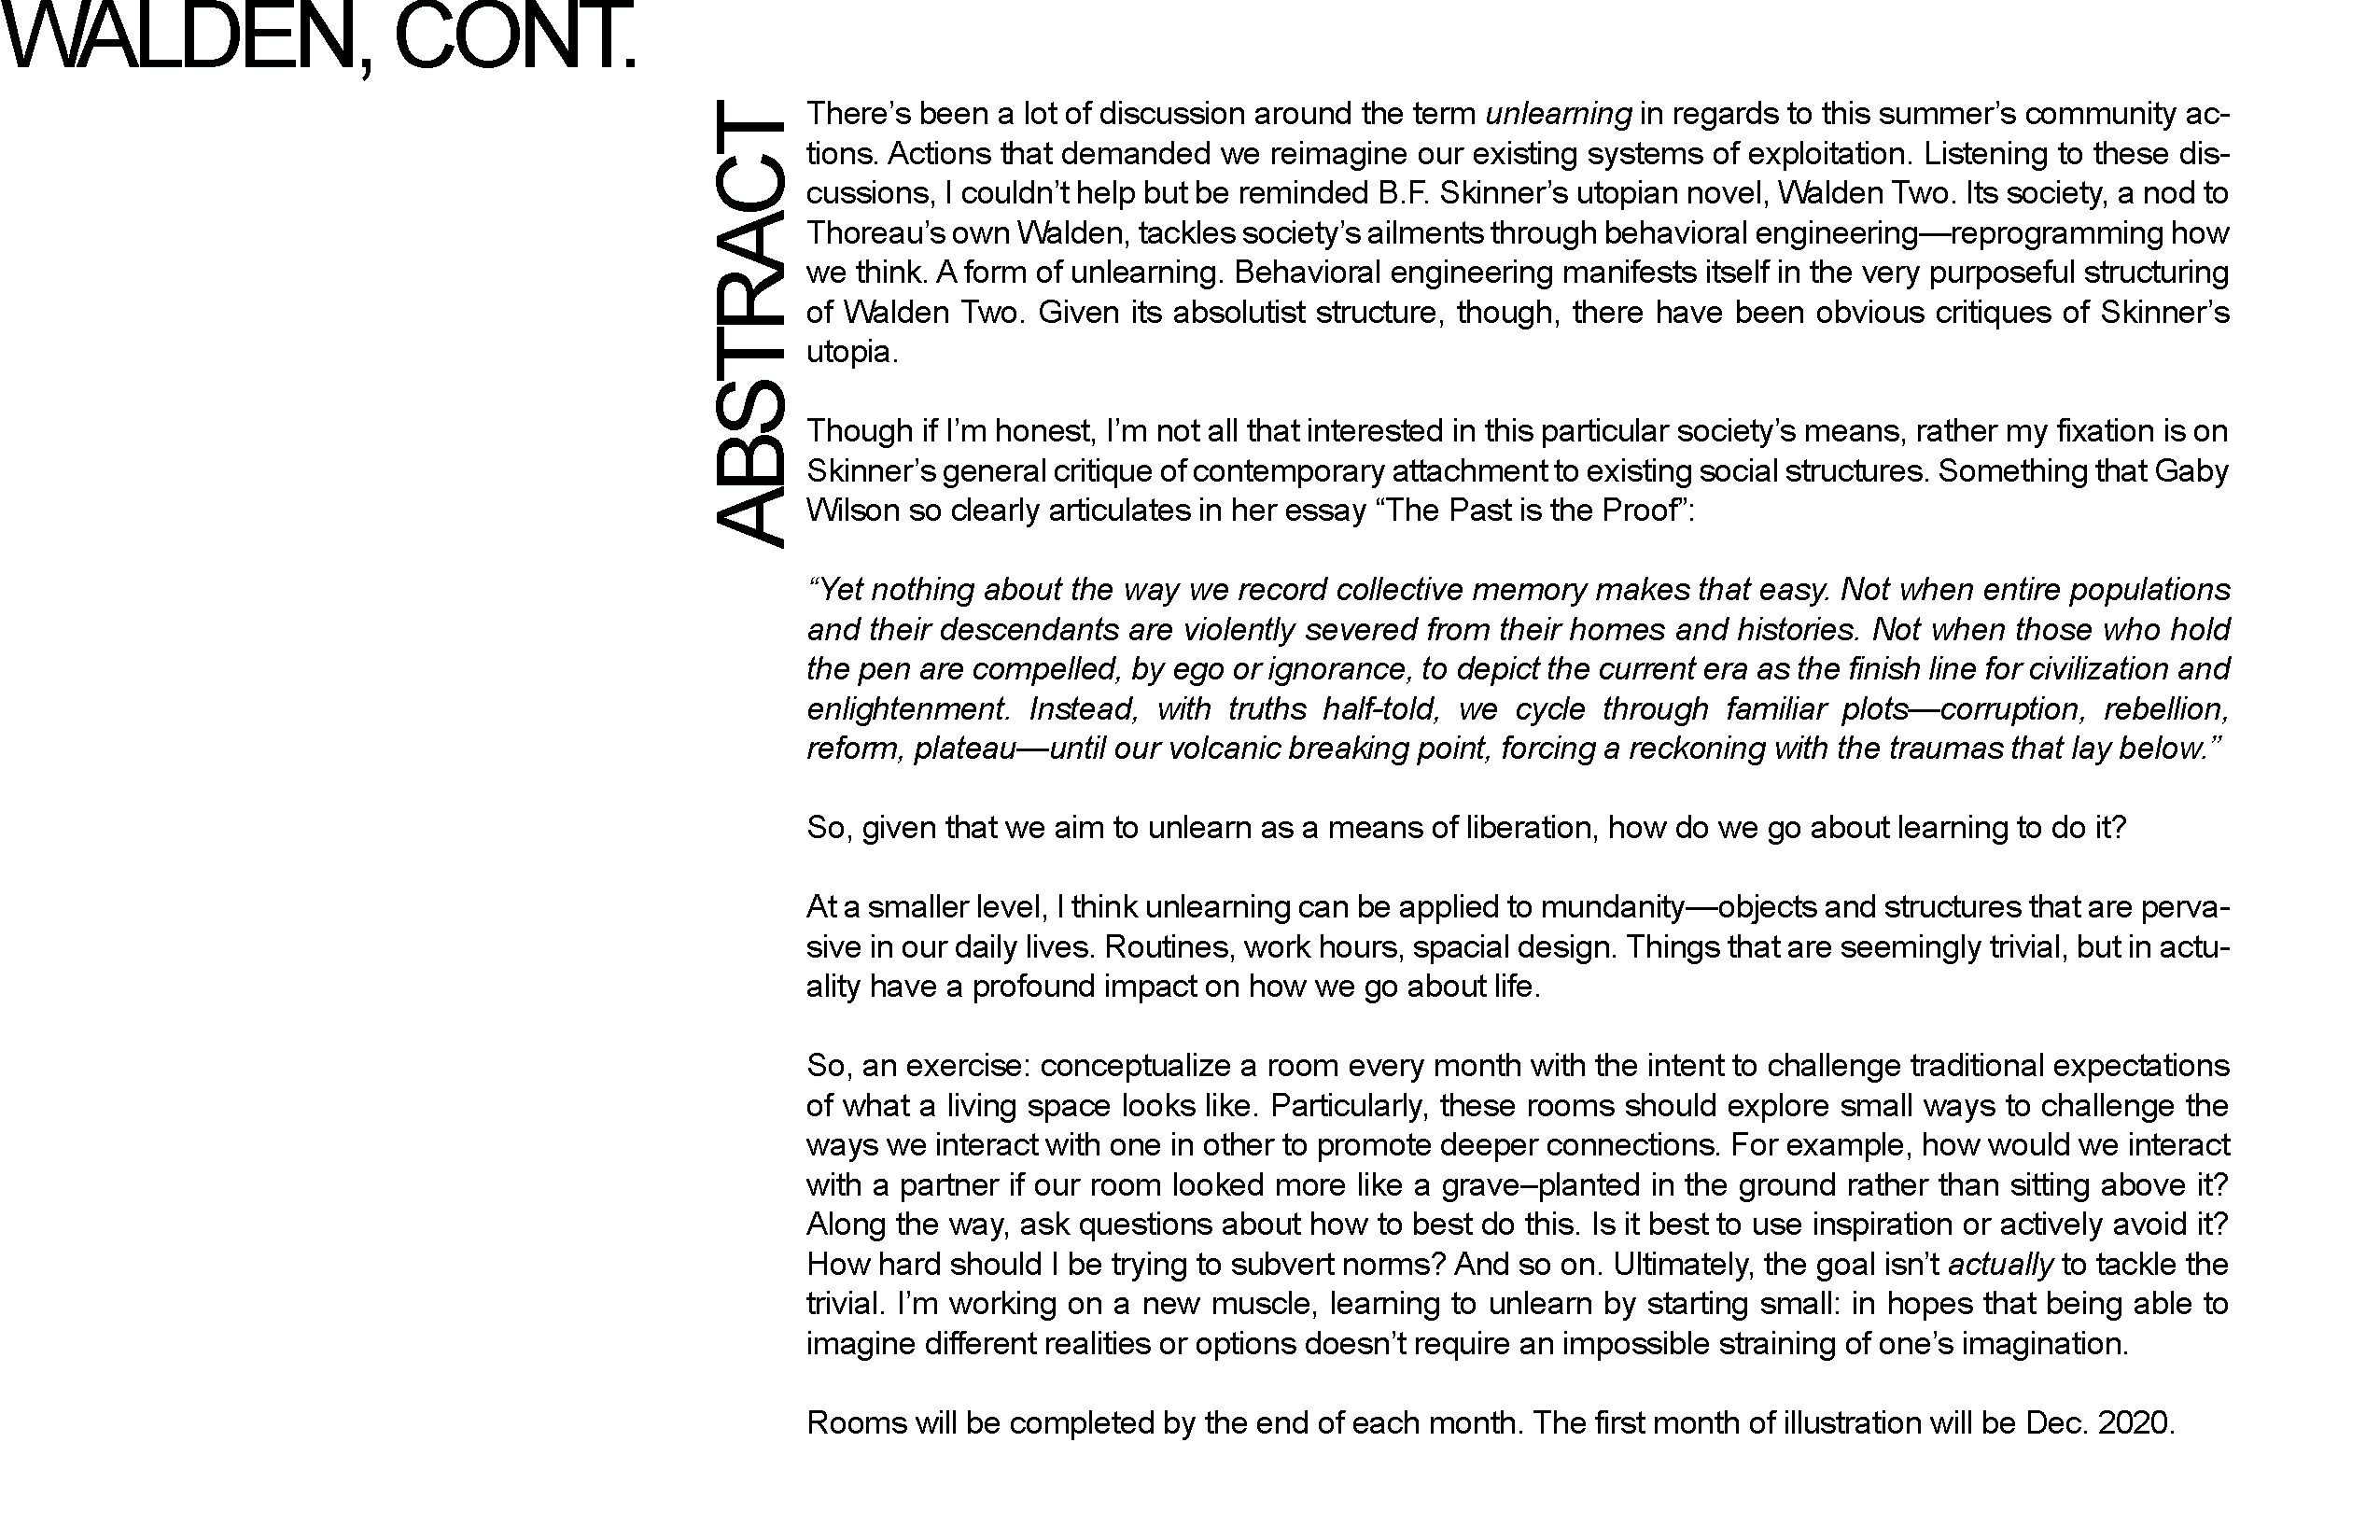 WALDEN, CONT.
ABSTRACT
There’s been a lot of discussion around the term unlearning in regards to this summer’s community ac-
tions. Actions that demanded we reimagine our existing systems of exploitation. Listening to these dis-
cussions, I couldn’t help but be reminded B.F. Skinner’s utopian novel, Walden Two. Its society, a nod to
Thoreau’s own Walden, tackles society’s ailments through behavioral engineering—reprogramming how
we think. A form of unlearning. Behavioral engineering manifests itself in the very purposeful structuring
of Walden Two. Given its absolutist structure, though, there have been obvious critiques of Skinner’s
utopia.
Though if I’m honest, I’m not all that interested in this particular society’s means, rather my fixation is on
Skinner’s general critique of contemporary attachment to existing social structures. Something that Gaby
Wilson so clearly articulates in her essay “The Past is the Proof”:
“Yet nothing about the way we record collective memory makes that easy. Not when entire populations
and their descendants are violently severed from their homes and histories. Not when those who hold
the pen are compelled, by ego or ignorance, to depict the current era as the finish line for civilization and
enlightenment. Instead, with truths half-told, we cycle through familiar plots—corruption, rebellion,
reform, plateau—until our volcanic breaking point, forcing a reckoning with the traumas that lay below.”
So, given that we aim to unlearn as a means of liberation, how do we go about learning to do it?
At a smaller level, I think unlearning can be applied to mundanity—objects and structures that are perva-
sive in our daily lives. Routines, work hours, spacial design. Things that are seemingly trivial, but in actu-
ality have a profound impact on how we go about life.
So, an exercise: conceptualize a room every month with the intent to challenge traditional expectations
of what a living space looks like. Particularly, these rooms should explore small ways to challenge the
ways we interact with one in other to promote deeper connections. For example, how would we interact
with a partner if our room looked more like a grave–planted in the ground rather than sitting above it?
Along the way, ask questions about how to best do this. Is it best to use inspiration or actively avoid it?
How hard should I be trying to subvert norms? And so on. Ultimately, the goal isn’t actually to tackle the
trivial. I’m working on a new muscle, learning to unlearn by starting small: in hopes that being able to
imagine different realities or options doesn’t require an impossible straining of one’s imagination.
Rooms will be completed by the end of each month. The first month of illustration will be Dec. 2020.